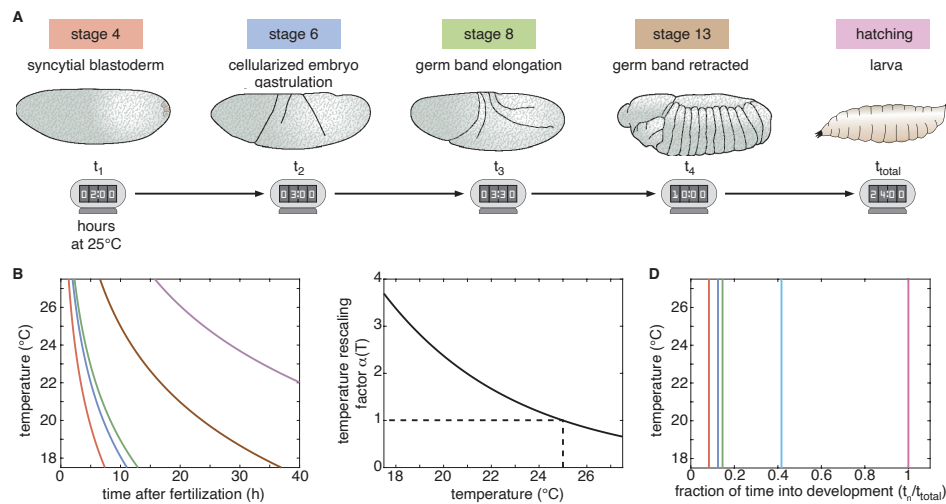 A
stage 4
stage 6
stage 8
stage 13
hatching
syncytial blastoderm
cellularized embryo
gastrulation
germ band elongation
germ band retracted
larva
t1
t2
t3
t4
ttotal
02:00
03:00
03:30
10:00
24:00
hours
at 25°C
B
temperature (°C)
26
24
22
20
18
0
10
20
30
40
time after fertilization (h)
temperature rescaling
factor α(T)
4
3
2
1
0
18
20
22
24
26
temperature (°C)
D
temperature (°C)
26
24
22
20
18
0
0.2
0.4
0.6
0.8
1
fraction of time into development (tn/ttotal)